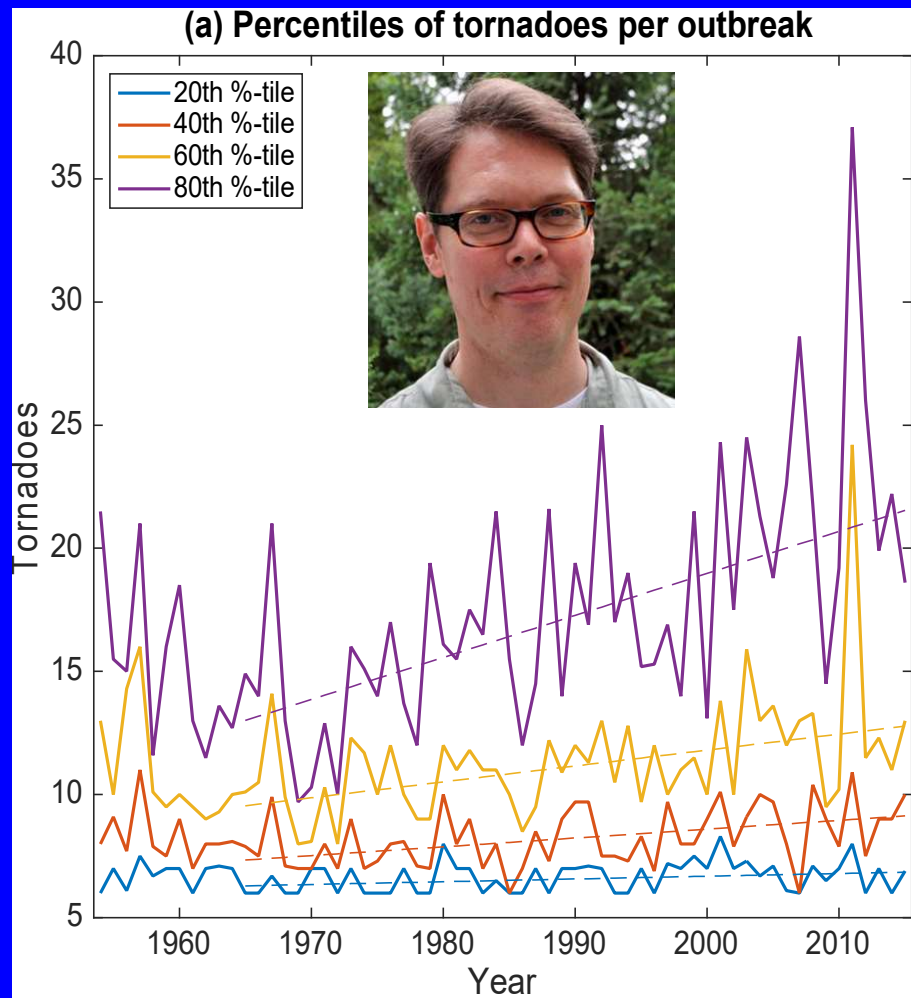 (a) Percentiles of tornadoes per outbreak
40
35
30
25
20
15
10
5
Tornadoes
20th %-tile
40th %-tile
60th %-tile
80th %-tile
1960 1970 1980 1990 2000 2010
Year